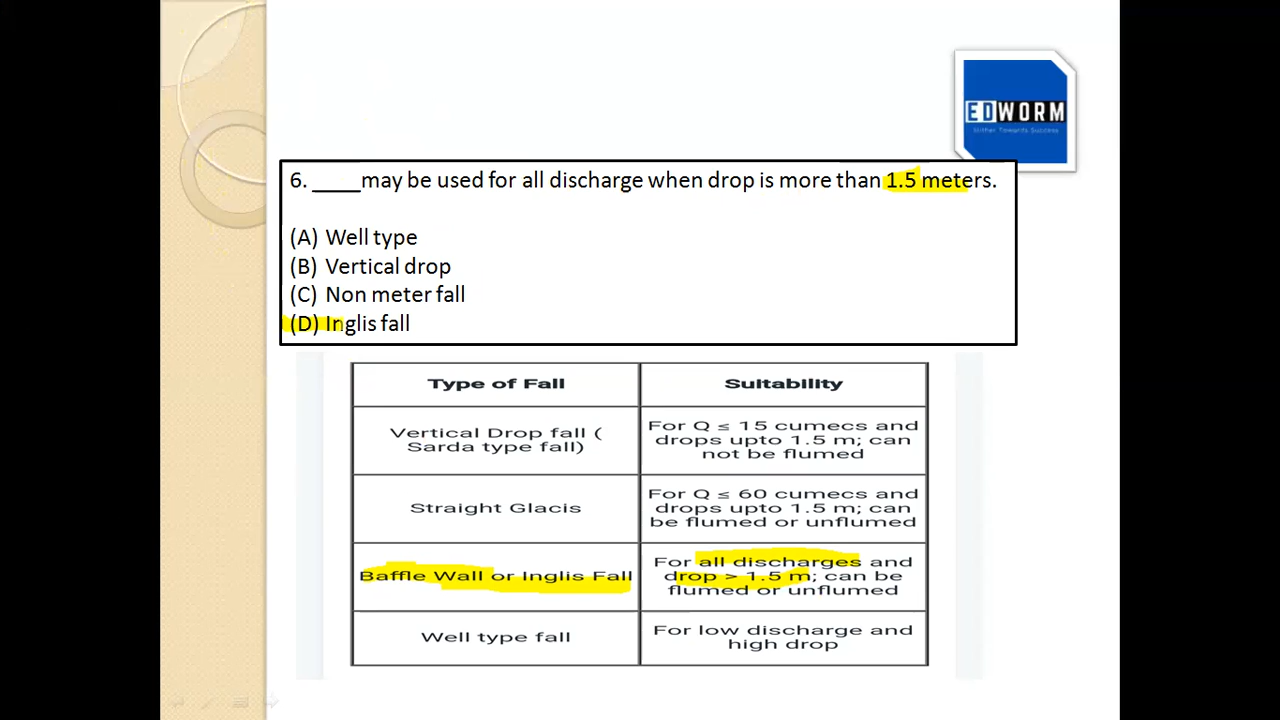 EDWORM
Slither Towards Success
6. ____may be used for all discharge when drop is more than 1.5 meters.
(A) Well type
(B) Vertical drop
(C) Non meter fall
(D) Inglis fall
Type of Fall
Suitability
Vertical Drop fall (
Sarda type fall)
For Q ≤ 15 cumecs and
drops upto 1.5 m; can
not be flumed
Straight Glacis
For Q ≤ 60 cumecs and
drops upto 1.5 m; can
be flumed or unflumed
Baffle Wall or Inglis Fall
For all discharges and
drop > 1.5 m; can be
flumed or unflumed
Well type fall
For low discharge and
high drop